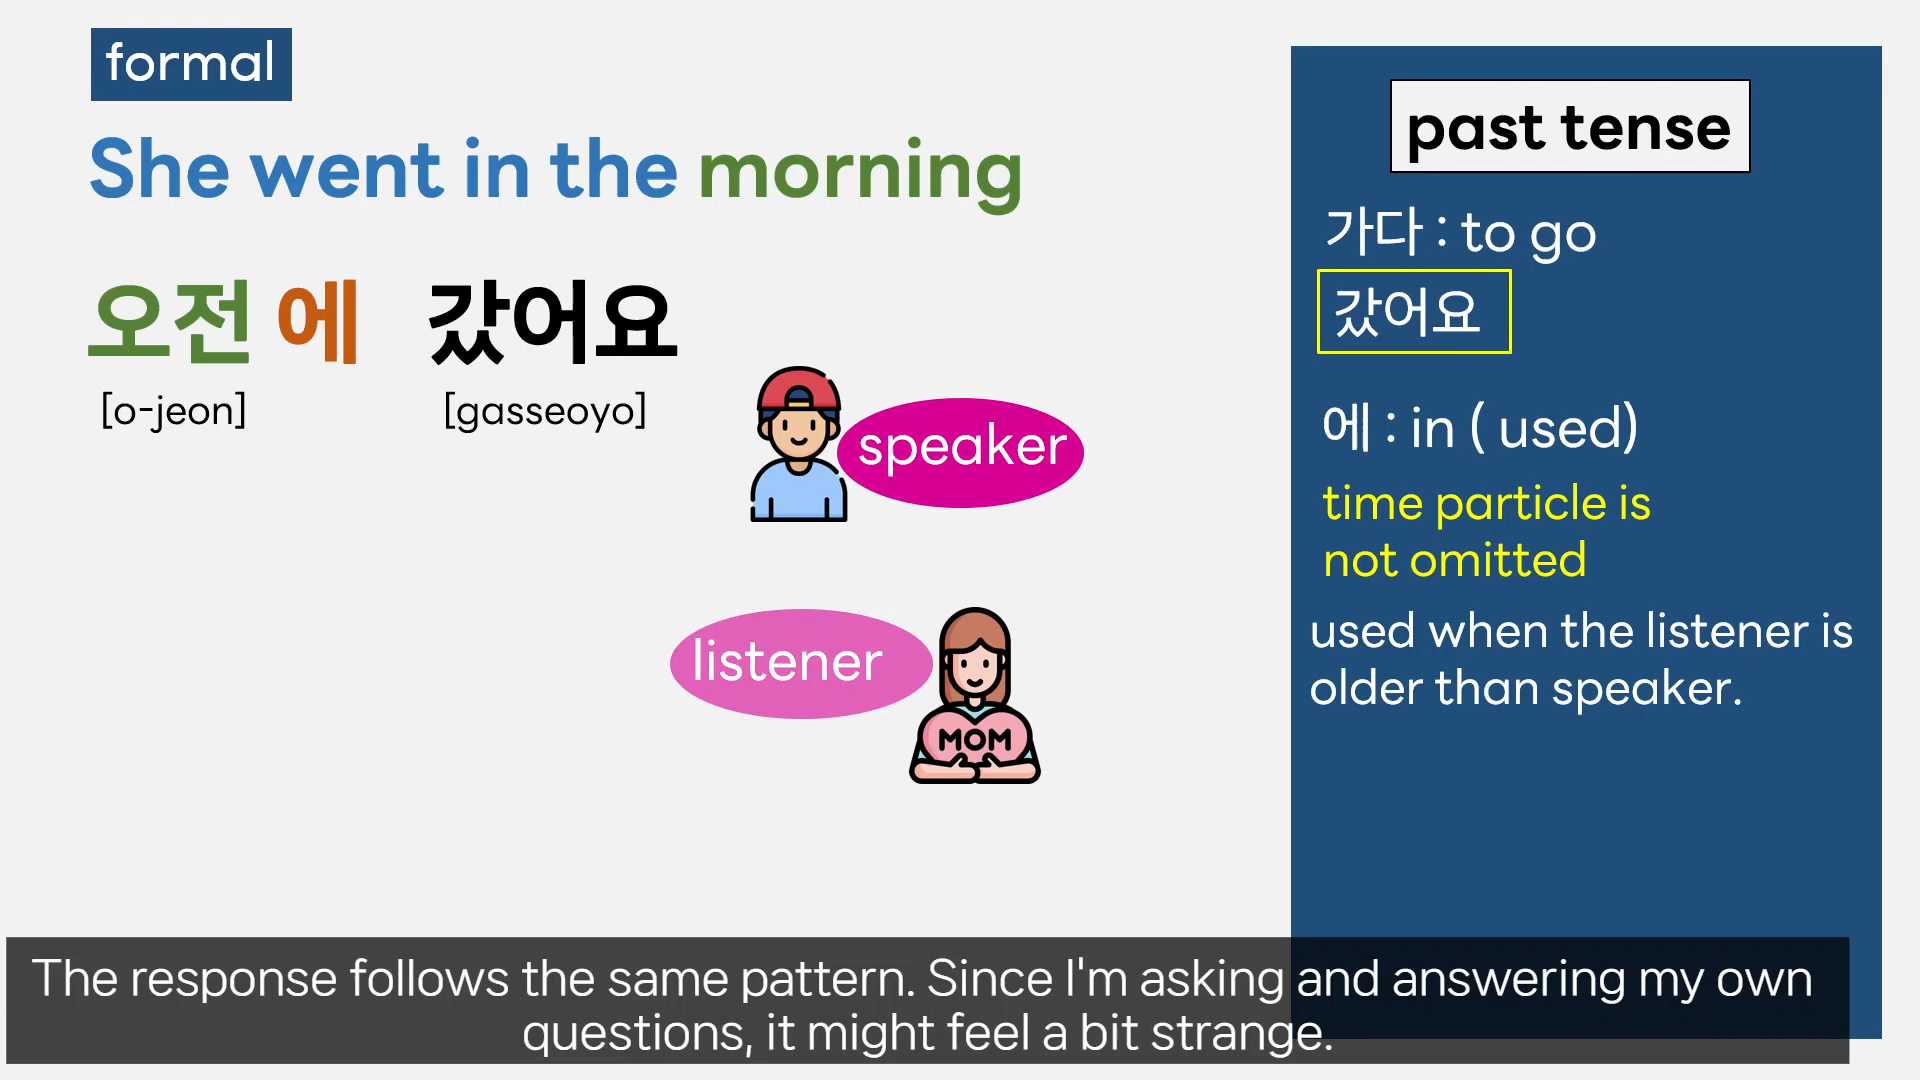 formal
She went in the morning
오전 에 갔어요
[o-jeon] [gasseoyo]
speaker
listener
MOM
past tense
가다 : to go
갔어요
에 : in ( used)
time particle is
not omitted
used when the listener is
older than speaker.
The response follows the same pattern. Since I'm asking and answering my own
questions, it might feel a bit strange.